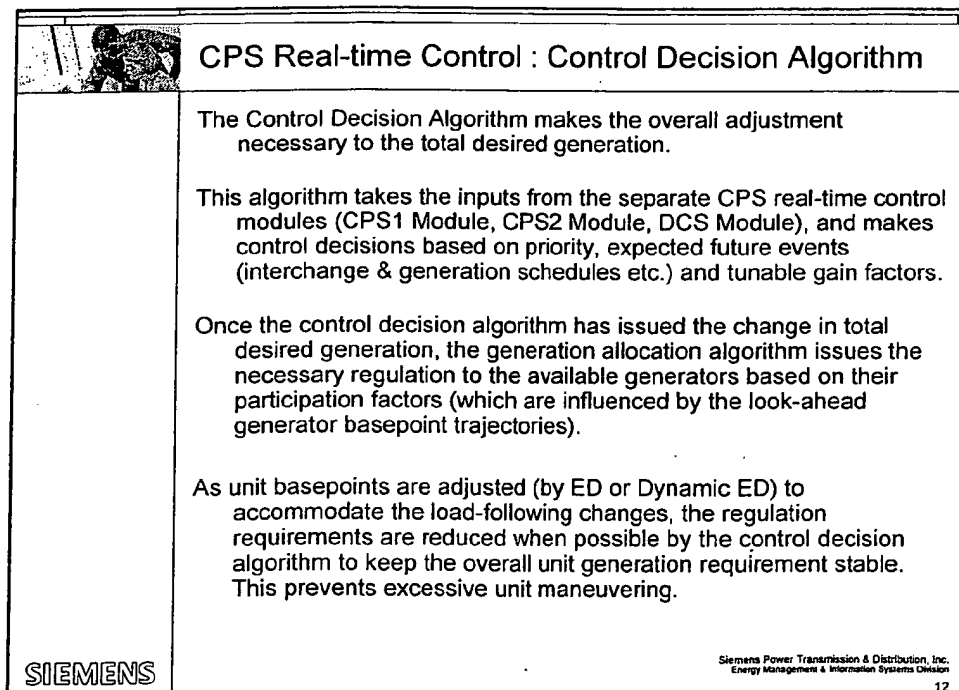 CPS Real-time Control : Control Decision Algorithm
The Control Decision Algorithm makes the overall adjustment
necessary to the total desired generation.
This algorithm takes the inputs from the separate CPS real-time control
modules (CPS1 Module, CPS2 Module, DCS Module), and makes
control decisions based on priority, expected future events
(interchange & generation schedules etc.) and tunable gain factors.
Once the control decision algorithm has issued the change in total
desired generation, the generation allocation algorithm issues the
necessary regulation to the available generators based on their
participation factors (which are influenced by the look-ahead
generator basepoint trajectories).
As unit basepoints are adjusted (by ED or Dynamic ED) to
accommodate the load-following changes, the regulation
requirements are reduced when possible by the control decision
algorithm to keep the overall unit generation requirement stable.
This prevents excessive unit maneuvering.
SIEMENS
Siemens Power Transmission & Distribution, Inc.
Energy Management & Information Systems Division
12